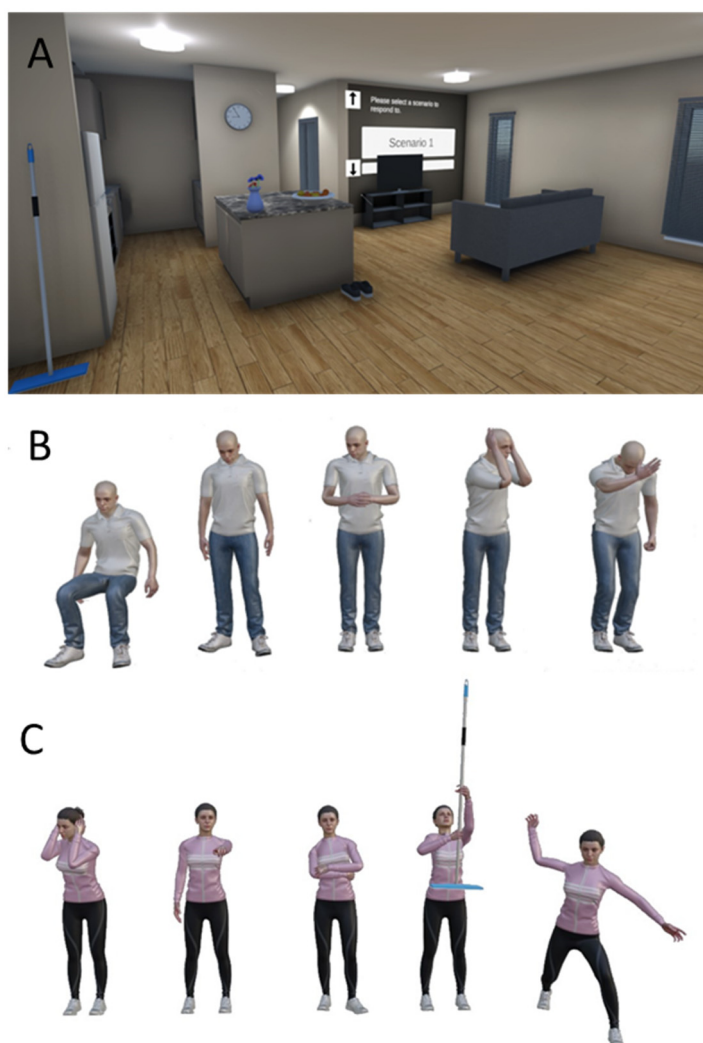 A
Please select a scenario to
respond to.
Scenario 1
B
C